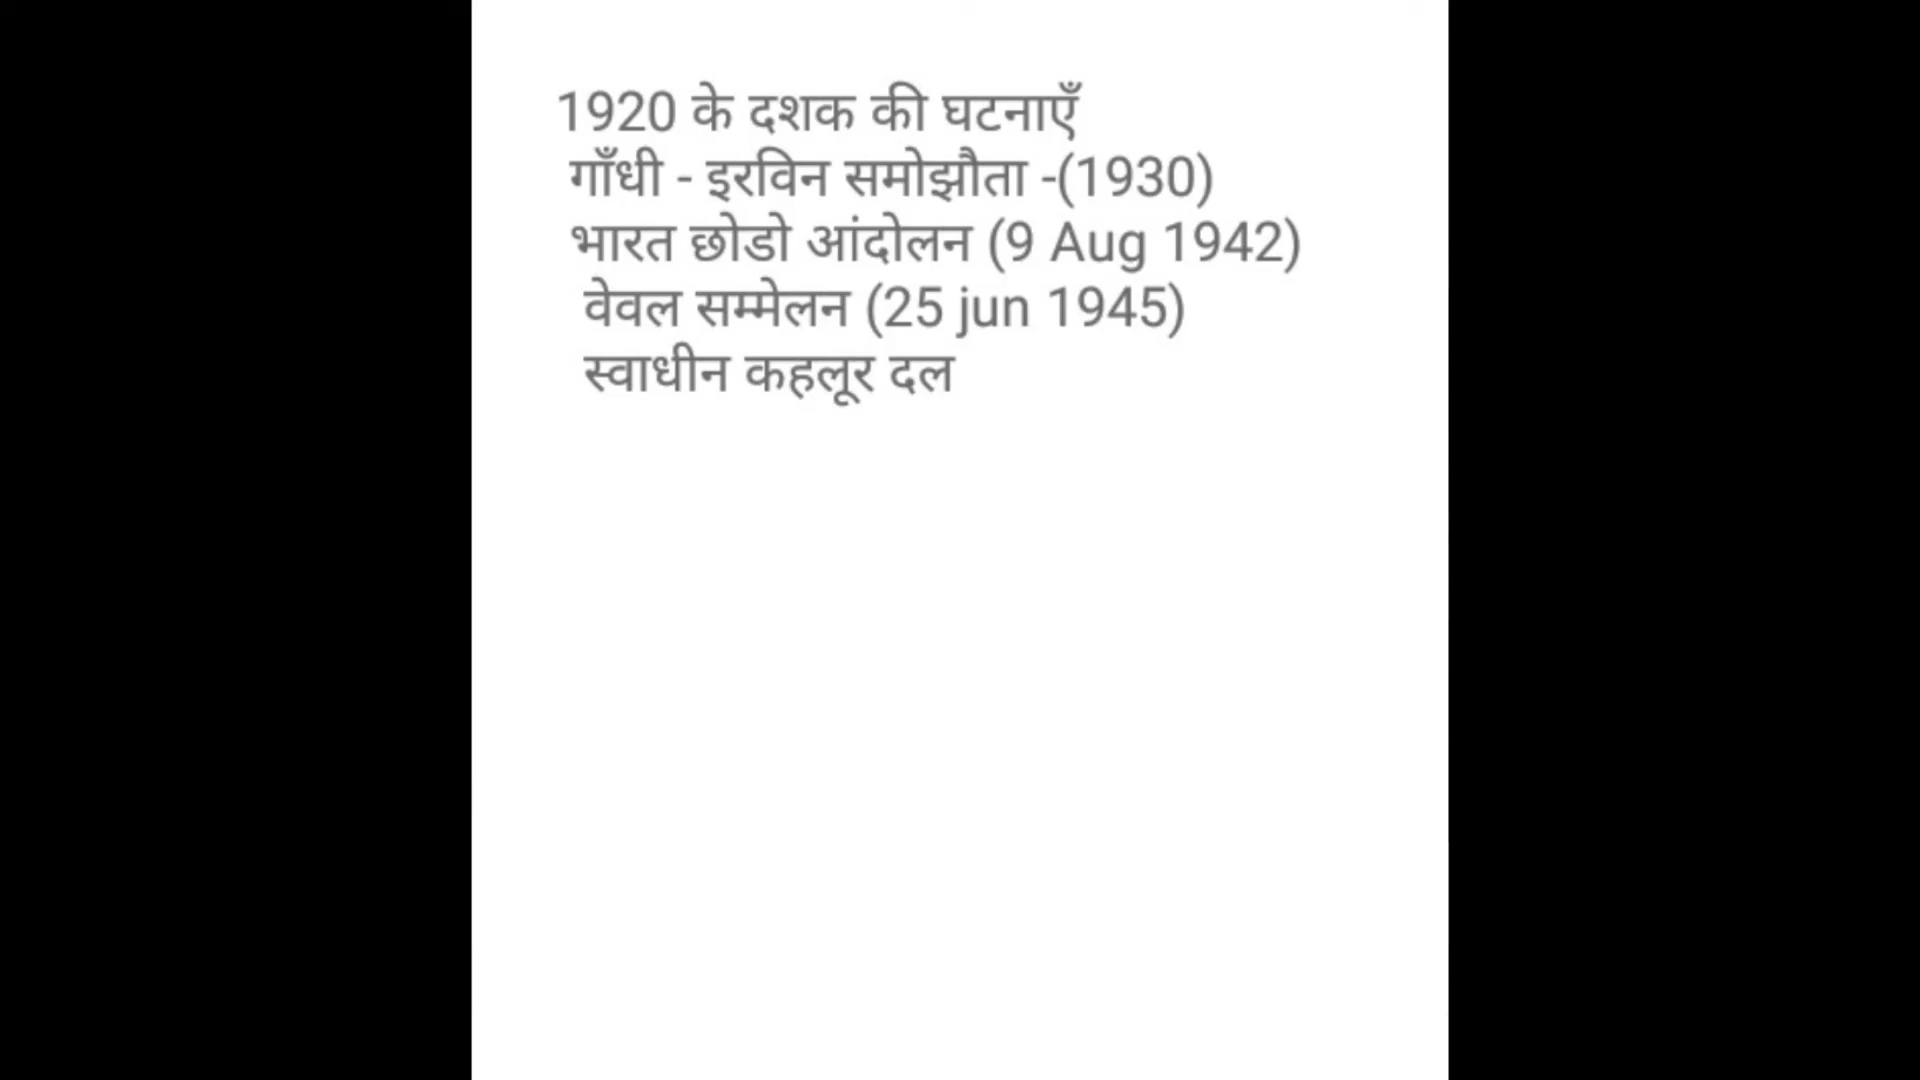 1920 के दशक की घटनाएँ
गाँधी - इरविन समोझौता -(1930)
भारत छोडो आंदोलन (9 Aug 1942)
वेवल सम्मेलन (25 jun 1945)
स्वाधीन कहलूर दल